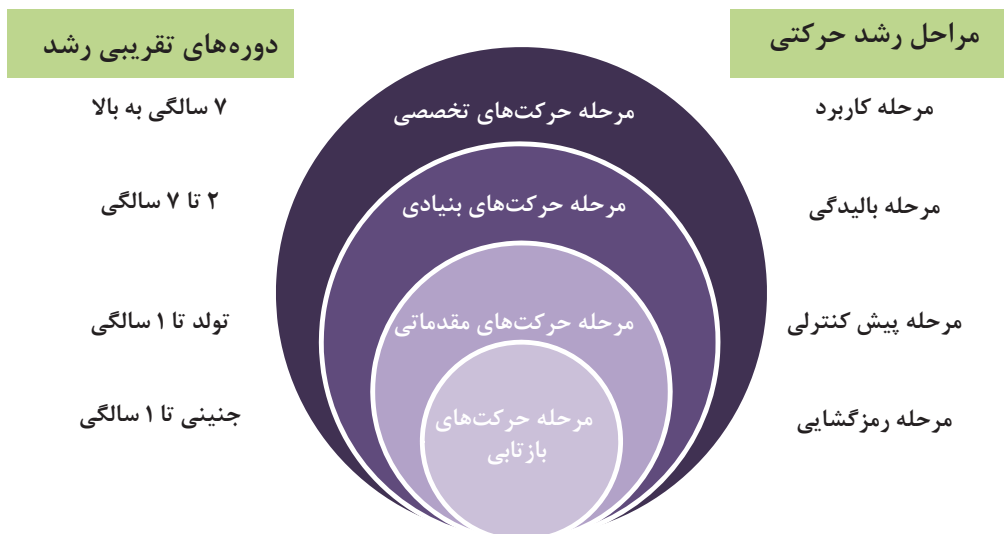 مراحل رشد حرکتی
دوره‌های تقریبی رشد
مرحله کاربرد
مرحله حرکت‌های تخصصی
۷ سالگی به بالا
مرحله بالیدگی
مرحله حرکت‌های بنیادی
۲ تا ۷ سالگی
مرحله پیش کنترلی
مرحله حرکت‌های مقدماتی
تولد تا ۱ سالگی
مرحله رمزگشایی
مرحله حرکت‌های
بازتابی
جنینی تا ۱ سالگی